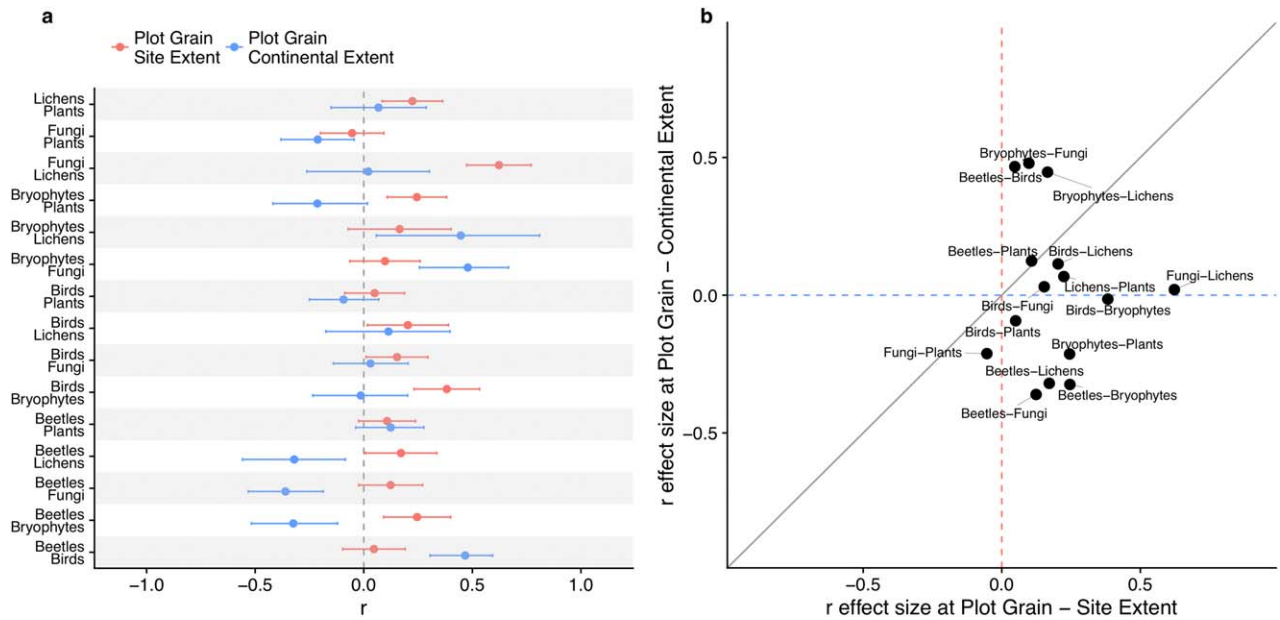 a
Plot Grain
Site Extent
Plot Grain
Continental Extent
Lichens
Plants
Fungi
Plants
Fungi
Lichens
Bryophytes
Plants
Bryophytes
Lichens
Bryophytes
Fungi
Birds
Plants
Birds
Lichens
Birds
Fungi
Birds
Bryophytes
Beetles
Plants
Beetles
Lichens
Beetles
Fungi
Beetles
Bryophytes
Beetles
Birds
−1.0 −0.5 0.0 0.5 1.0
r
b
r effect size at Plot Grain − Continental Extent
0.5
0.0
−0.5
Bryophytes−Fungi
Beetles−Birds
Bryophytes−Lichens
Beetles−Plants Birds−Lichens
Fungi−Lichens
Lichens−Plants
Birds−Fungi Birds−Bryophytes
Birds−Plants
Fungi−Plants Bryophytes−Plants
Beetles−Lichens
Beetles−Bryophytes
Beetles−Fungi
−0.5 0.0 0.5
r effect size at Plot Grain − Site Extent